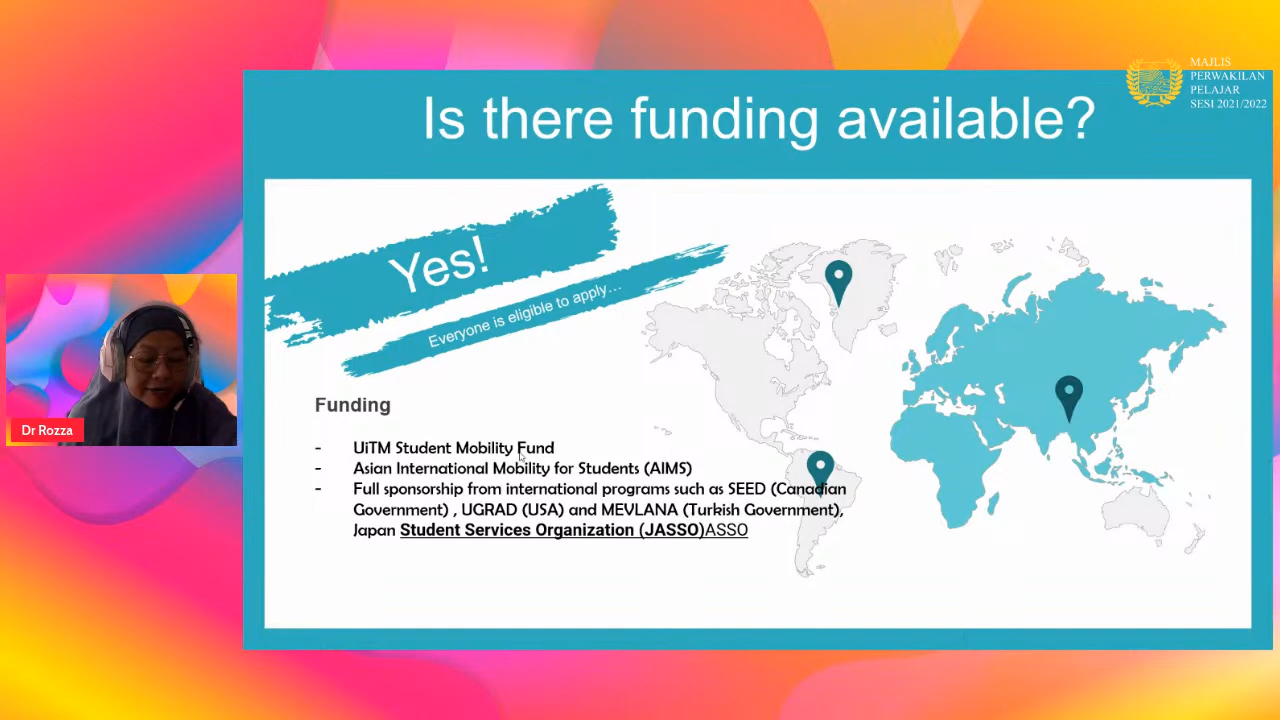 MAJLIS
PERWAKILAN
PELAJAR
SESI 2021/2022
Is there funding available?
Yes!
Everyone is eligible to apply...
Funding
- UiTM Student Mobility Fund
- Asian International Mobility for Students (AIMS)
- Full sponsorship from international programs such as SEED (Canadian
Government) , UGRAD (USA) and MEVLANA (Turkish Government),
Japan Student Services Organization (JASSO)ASSO
Dr Rozza